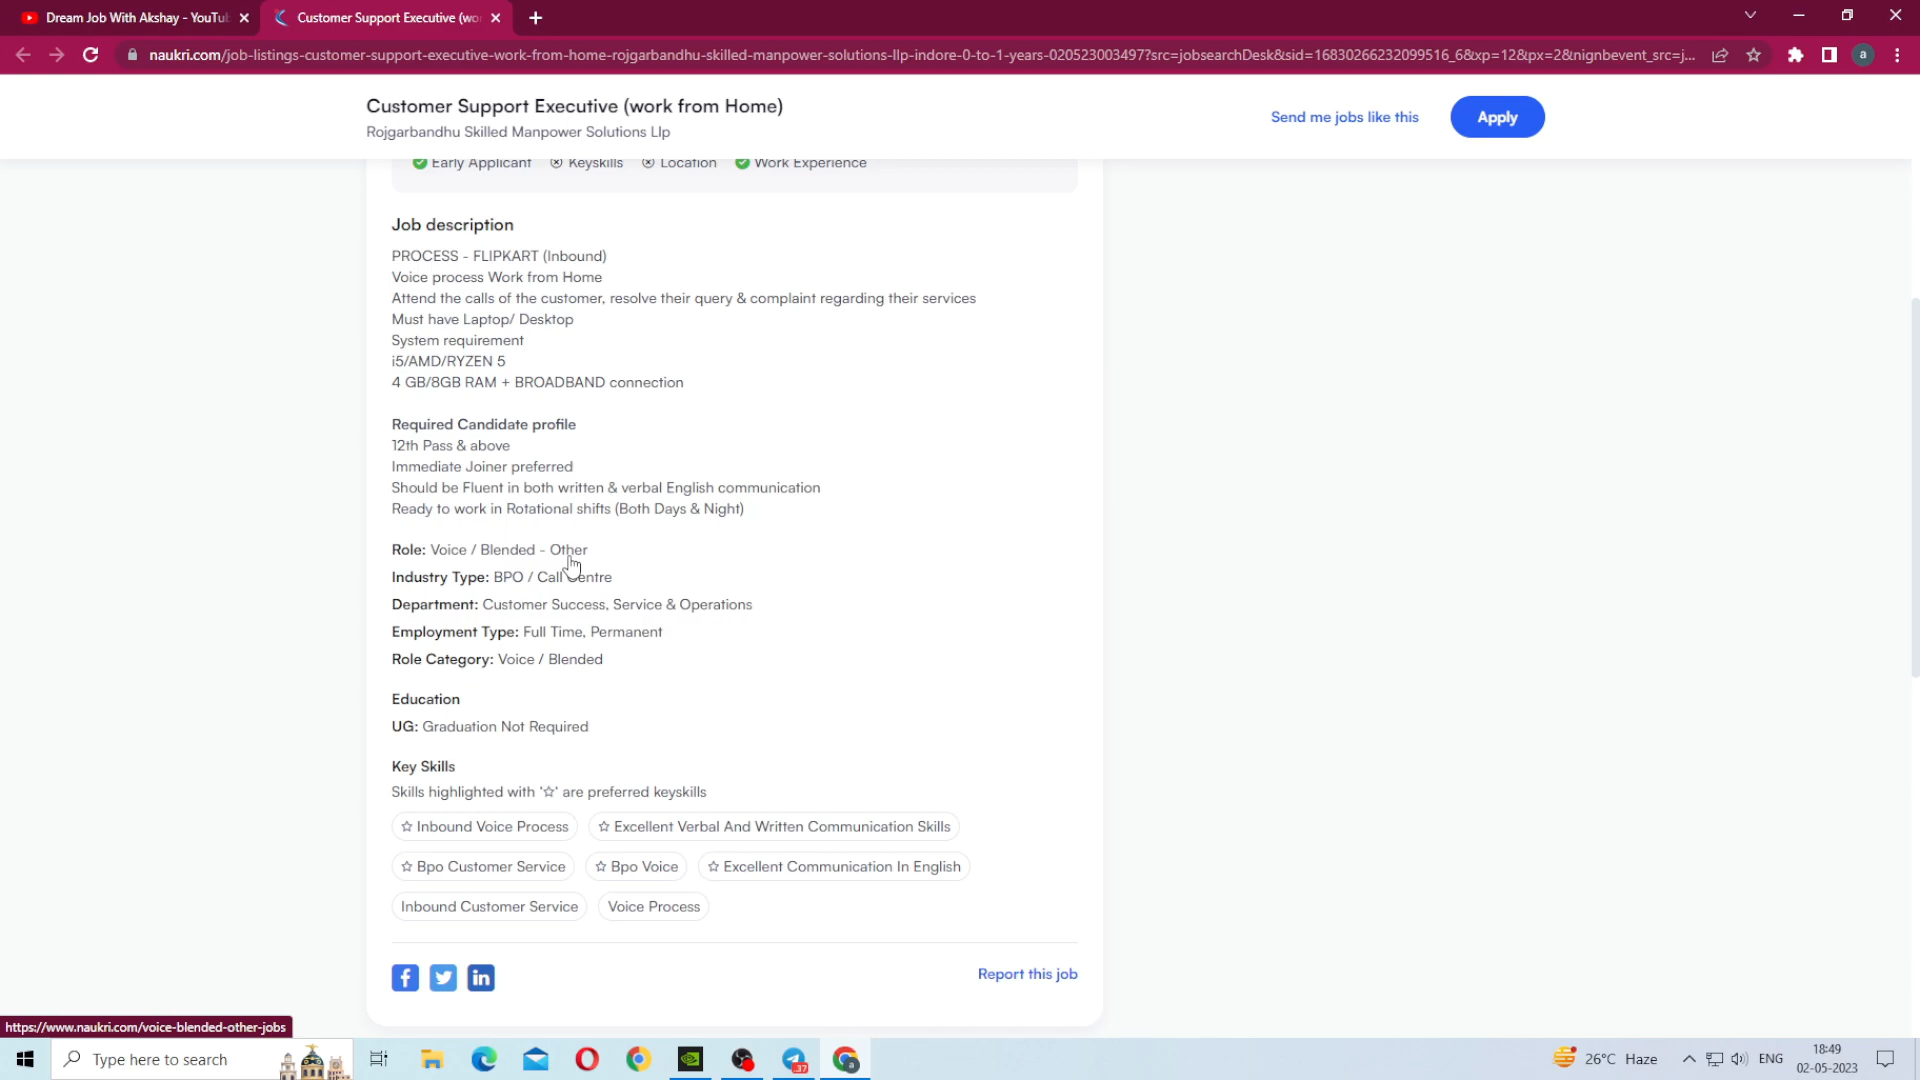 Dream Job With Akshay - YouTu
Customer Support Executive (wo
naukri.com/job-listings-customer-support-executive-work-from-home-rojgarbandhu-skilled-manpower-solutions-llp-indore-0-to-1-years-020523003497?src=jobsearchDesk&sid=16830266232099516_6&xp=12&px=2&nignbevent_src=j...
a
Customer Support Executive (work from Home)
Rojgarbandhu Skilled Manpower Solutions Llp
Send me jobs like this
Apply
Early Applicant Keyskills Location Work Experience
Job description
PROCESS - FLIPKART (Inbound)
Voice process Work from Home
Attend the calls of the customer, resolve their query & complaint regarding their services
Must have Laptop/ Desktop
System requirement
i5/AMD/RYZEN 5
4 GB/8GB RAM + BROADBAND connection
Required Candidate profile
12th Pass & above
Immediate Joiner preferred
Should be Fluent in both written & verbal English communication
Ready to work in Rotational shifts (Both Days & Night)
Role: Voice / Blended - Other
Industry Type: BPO / Call Centre
Department: Customer Success, Service & Operations
Employment Type: Full Time, Permanent
Role Category: Voice / Blended
Education
UG: Graduation Not Required
Key Skills
Skills highlighted with '☆' are preferred keyskills
☆ Inbound Voice Process
☆ Excellent Verbal And Written Communication Skills
☆ Bpo Customer Service
☆ Bpo Voice
☆ Excellent Communication In English
Inbound Customer Service
Voice Process
f
in
Report this job
https://www.naukri.com/voice-blended-other-jobs
Type here to search
37
a
26°C Haze
ENG
18:49
02-05-2023